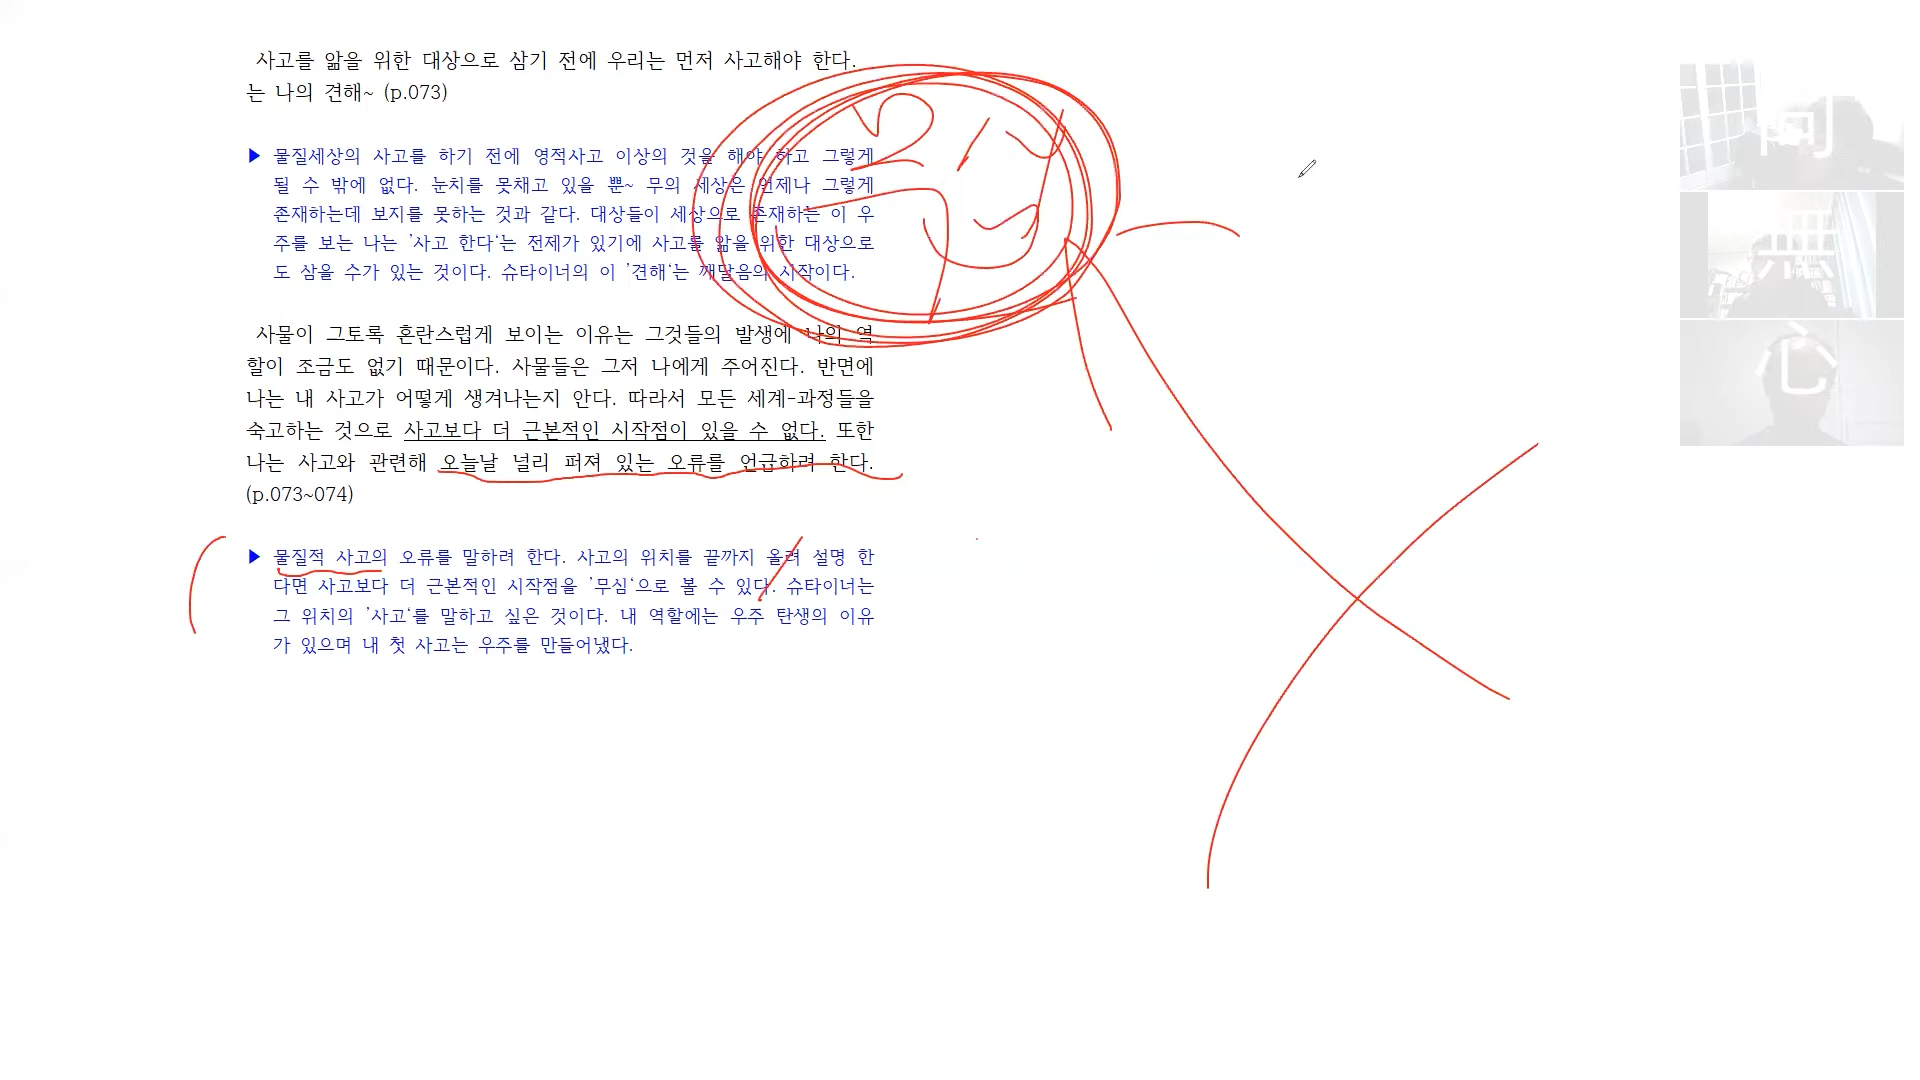 사고를 앎을 위한 대상으로 삼기 전에 우리는 먼저 사고해야 한다.
는 나의 견해~ (p.073)
▶ 물질세상의 사고를 하기 전에 영적사고 이상의 것을 해야 하고 그렇게
될 수 밖에 없다. 눈치를 못채고 있을 뿐~ 무의 세상은 언제나 그렇게
존재하는데 보지를 못하는 것과 같다. 대상들이 세상으로 존재하는 이 우
주를 보는 나는 '사고 한다'는 전제가 있기에 사고를 앎을 위한 대상으로
도 삼을 수가 있는 것이다. 슈타이너의 이 '견해'는 깨달음의 시작이다.
사물이 그토록 혼란스럽게 보이는 이유는 그것들의 발생에 나의 역
할이 조금도 없기 때문이다. 사물들은 그저 나에게 주어진다. 반면에
나는 내 사고가 어떻게 생겨나는지 안다. 따라서 모든 세계-과정들을
숙고하는 것으로 사고보다 더 근본적인 시작점이 있을 수 없다. 또한
나는 사고와 관련해 오늘날 널리 퍼져 있는 오류를 언급하려 한다.
(p.073~074)
▶ 물질적 사고의 오류를 말하려 한다. 사고의 위치를 끝까지 올려 설명 한
다면 사고보다 더 근본적인 시작점을 '무심'으로 볼 수 있다. 슈타이너는
그 위치의 '사고'를 말하고 싶은 것이다. 내 역할에는 우주 탄생의 이유
가 있으며 내 첫 사고는 우주를 만들어냈다.
無
心